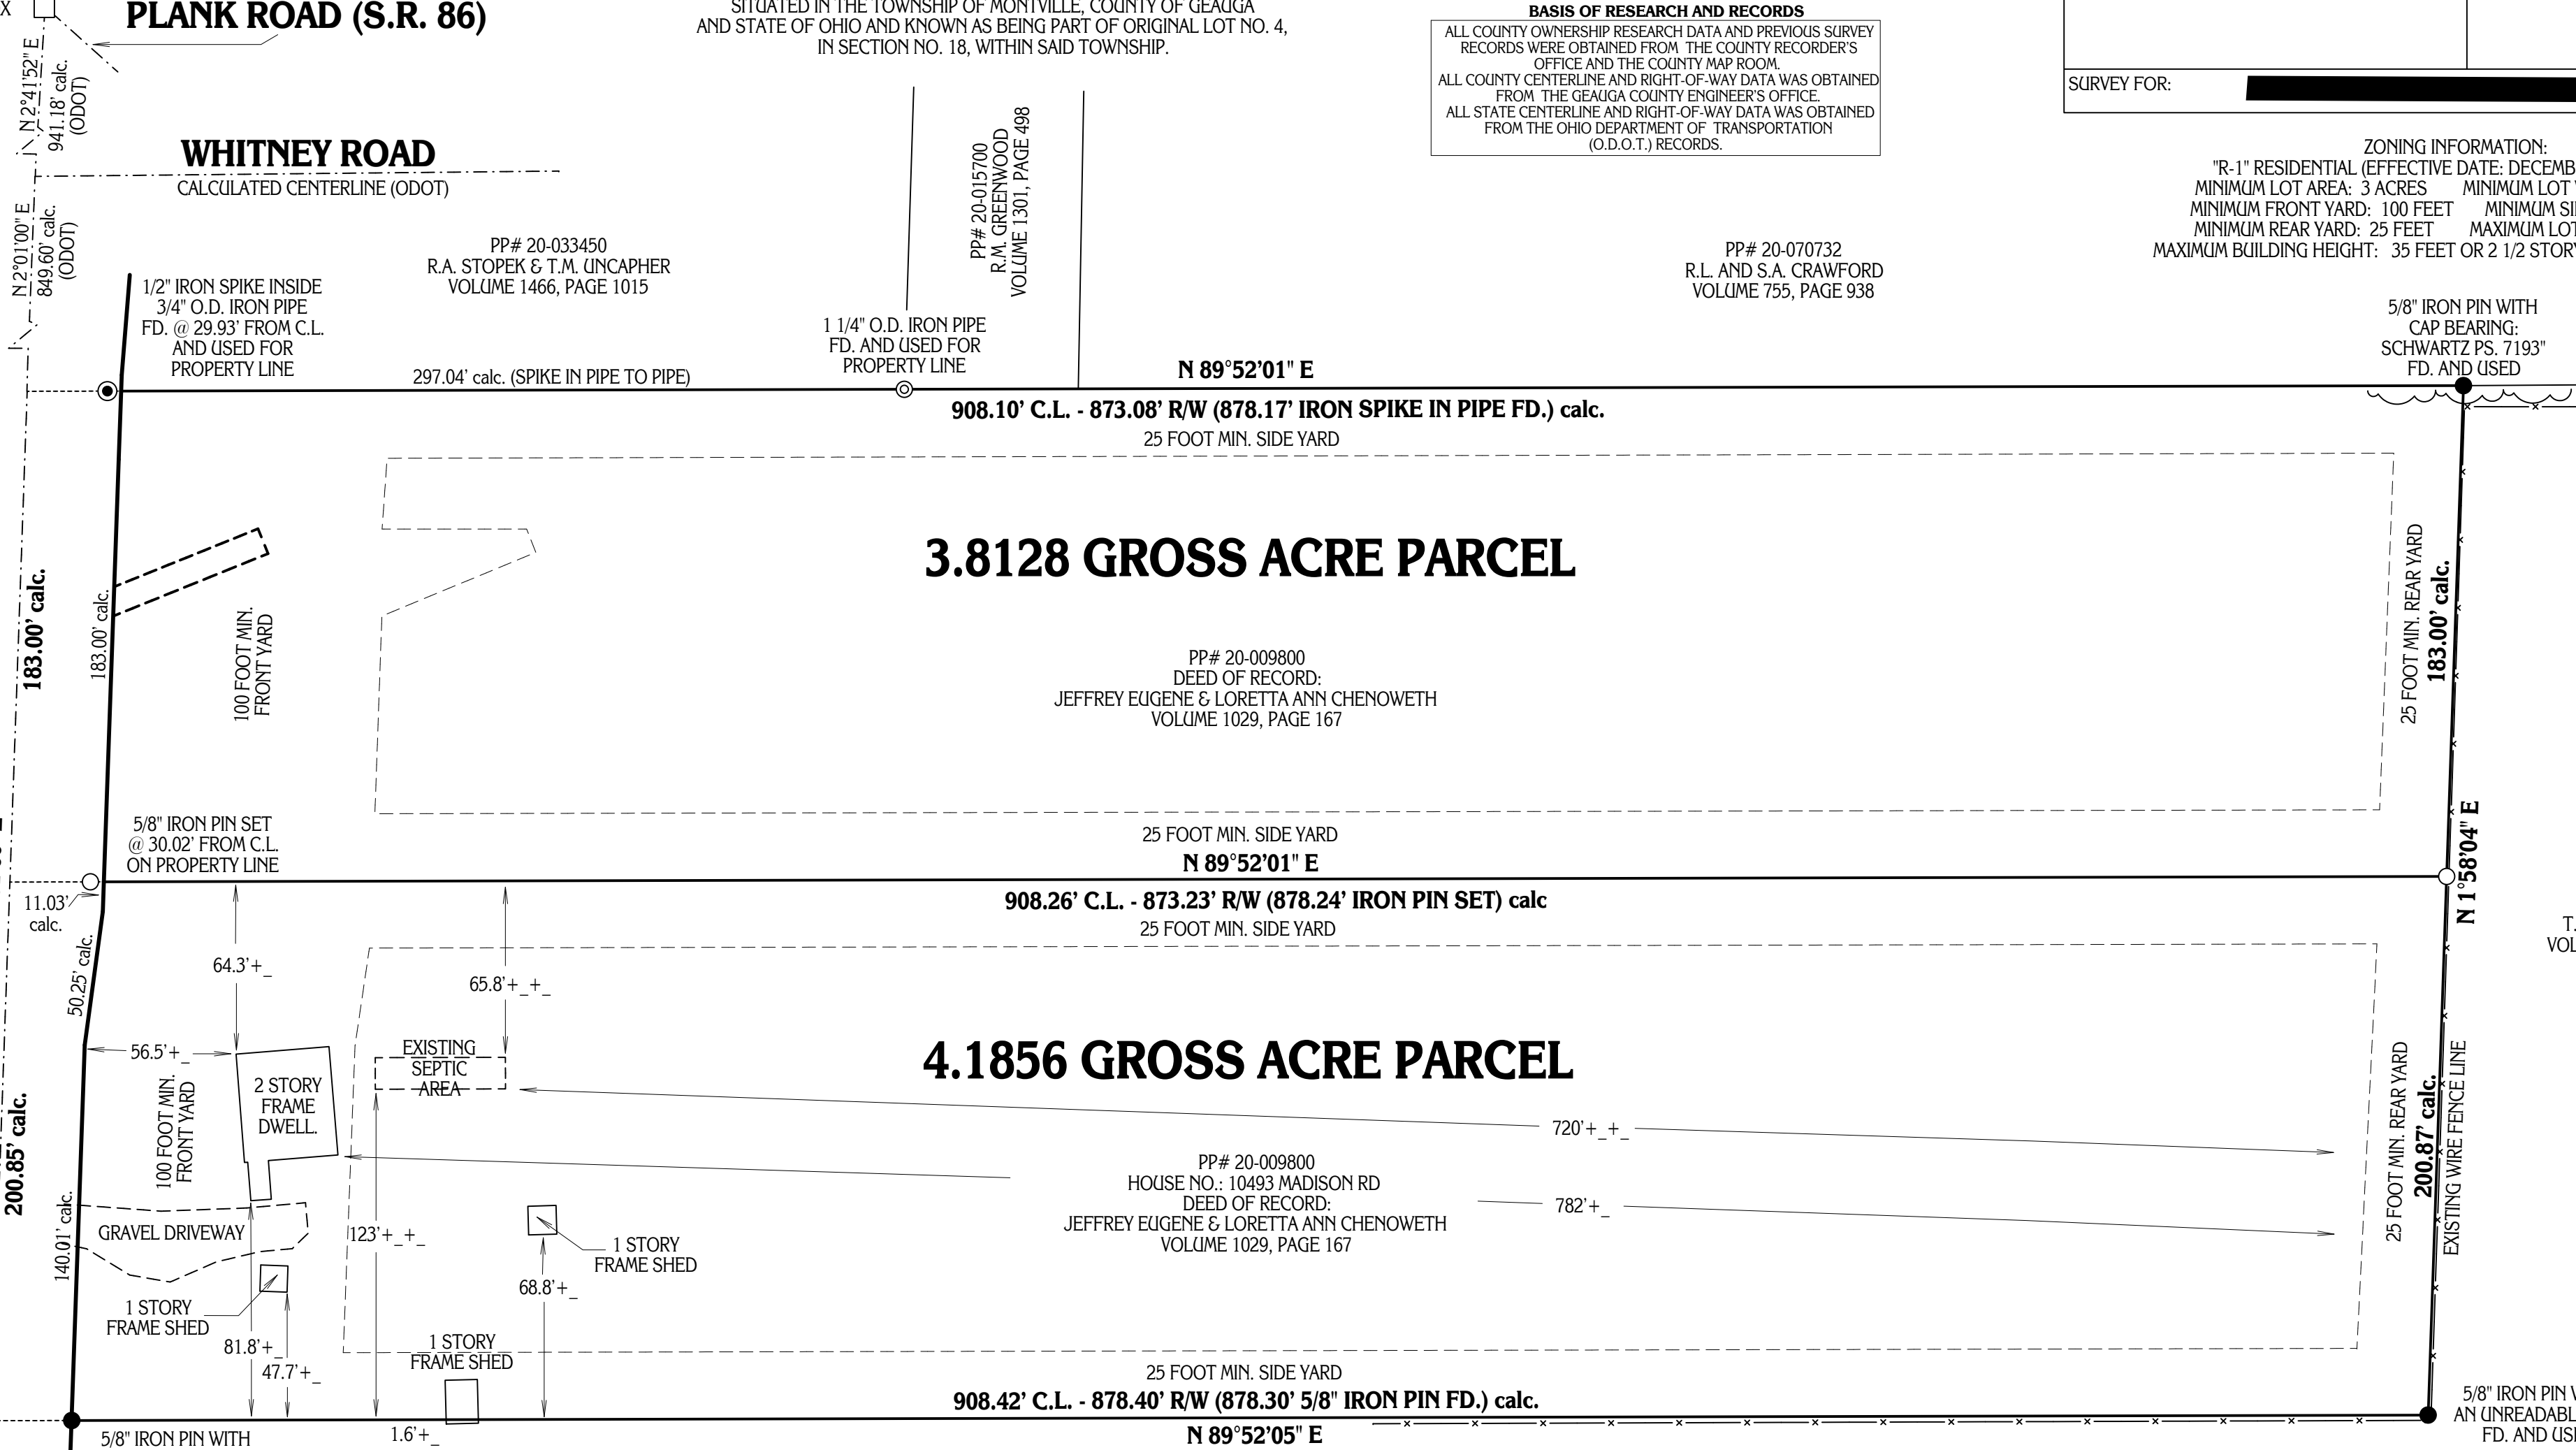 X
PLANK ROAD (S.R. 86)
N 2°41'52" E
941.18' calc.
(ODOT)
SITUATED IN THE TOWNSHIP OF MONTVILLE, COUNTY OF GEAUGA
AND STATE OF OHIO AND KNOWN AS BEING PART OF ORIGINAL LOT NO. 4,
IN SECTION NO. 18, WITHIN SAID TOWNSHIP.
BASIS OF RESEARCH AND RECORDS
ALL COUNTY OWNERSHIP RESEARCH DATA AND PREVIOUS SURVEY
RECORDS WERE OBTAINED FROM THE COUNTY RECORDER'S
OFFICE AND THE COUNTY MAP ROOM.
ALL COUNTY CENTERLINE AND RIGHT-OF-WAY DATA WAS OBTAINED
FROM THE GEAUGA COUNTY ENGINEER'S OFFICE.
ALL STATE CENTERLINE AND RIGHT-OF-WAY DATA WAS OBTAINED
FROM THE OHIO DEPARTMENT OF TRANSPORTATION
(O.D.O.T.) RECORDS.
SURVEY FOR:
WHITNEY ROAD
CALCULATED CENTERLINE (ODOT)
N 2°01'00" E
849.60' calc.
(ODOT)
ZONING INFORMATION:
"R-1" RESIDENTIAL (EFFECTIVE DATE: DECEMB
MINIMUM LOT AREA: 3 ACRES MINIMUM LOT
MINIMUM FRONT YARD: 100 FEET MINIMUM SI
MINIMUM REAR YARD: 25 FEET MAXIMUM LOT
MAXIMUM BUILDING HEIGHT: 35 FEET OR 2 1/2 STOR
PP# 20-033450
R.A. STOPEK & T.M. UNCAPHER
VOLUME 1466, PAGE 1015
PP# 20-015700
R.M. GREENWOOD
VOLUME 1301, PAGE 498
PP# 20-070732
R.L. AND S.A. CRAWFORD
VOLUME 755, PAGE 938
1/2" IRON SPIKE INSIDE
3/4" O.D. IRON PIPE
FD. @ 29.93' FROM C.L.
AND USED FOR
PROPERTY LINE
1 1/4" O.D. IRON PIPE
FD. AND USED FOR
PROPERTY LINE
5/8" IRON PIN WITH
CAP BEARING:
SCHWARTZ PS. 7193"
FD. AND USED
297.04' calc. (SPIKE IN PIPE TO PIPE)
N 89°52'01" E
908.10' C.L. - 873.08' R/W (878.17' IRON SPIKE IN PIPE FD.) calc.
25 FOOT MIN. SIDE YARD
3.8128 GROSS ACRE PARCEL
183.00' calc.
183.00' calc.
100 FOOT MIN.
FRONT YARD
PP# 20-009800
DEED OF RECORD:
JEFFREY EUGENE & LORETTA ANN CHENOWETH
VOLUME 1029, PAGE 167
25 FOOT MIN. REAR YARD
183.00' calc.
5/8" IRON PIN SET
@ 30.02' FROM C.L.
ON PROPERTY LINE
25 FOOT MIN. SIDE YARD
N 89°52'01" E
N 1°58'04" E
908.26' C.L. - 873.23' R/W (878.24' IRON PIN SET) calc
25 FOOT MIN. SIDE YARD
11.03'
calc.
T.
VOL
50.25' calc.
64.3'+_
65.8'+_+_
56.5'+_
EXISTING
SEPTIC
AREA
4.1856 GROSS ACRE PARCEL
2 STORY
FRAME
DWELL.
100 FOOT MIN.
FRONT YARD
200.85' calc.
720'+_+_
PP# 20-009800
HOUSE NO.: 10493 MADISON RD
DEED OF RECORD:
JEFFREY EUGENE & LORETTA ANN CHENOWETH
VOLUME 1029, PAGE 167
782'+_
25 FOOT MIN. REAR YARD
200.87' calc.
EXISTING WIRE FENCE LINE
140.01' calc.
GRAVEL DRIVEWAY
123'+_+_
1 STORY
FRAME SHED
68.8'+_
1 STORY
FRAME SHED
81.8'+_
47.7'+_
1 STORY
FRAME SHED
25 FOOT MIN. SIDE YARD
908.42' C.L. - 878.40' R/W (878.30' 5/8" IRON PIN FD.) calc.
N 89°52'05" E
5/8" IRON PIN WITH
1.6'+_
5/8" IRON PIN
AN UNREADABL
FD. AND US